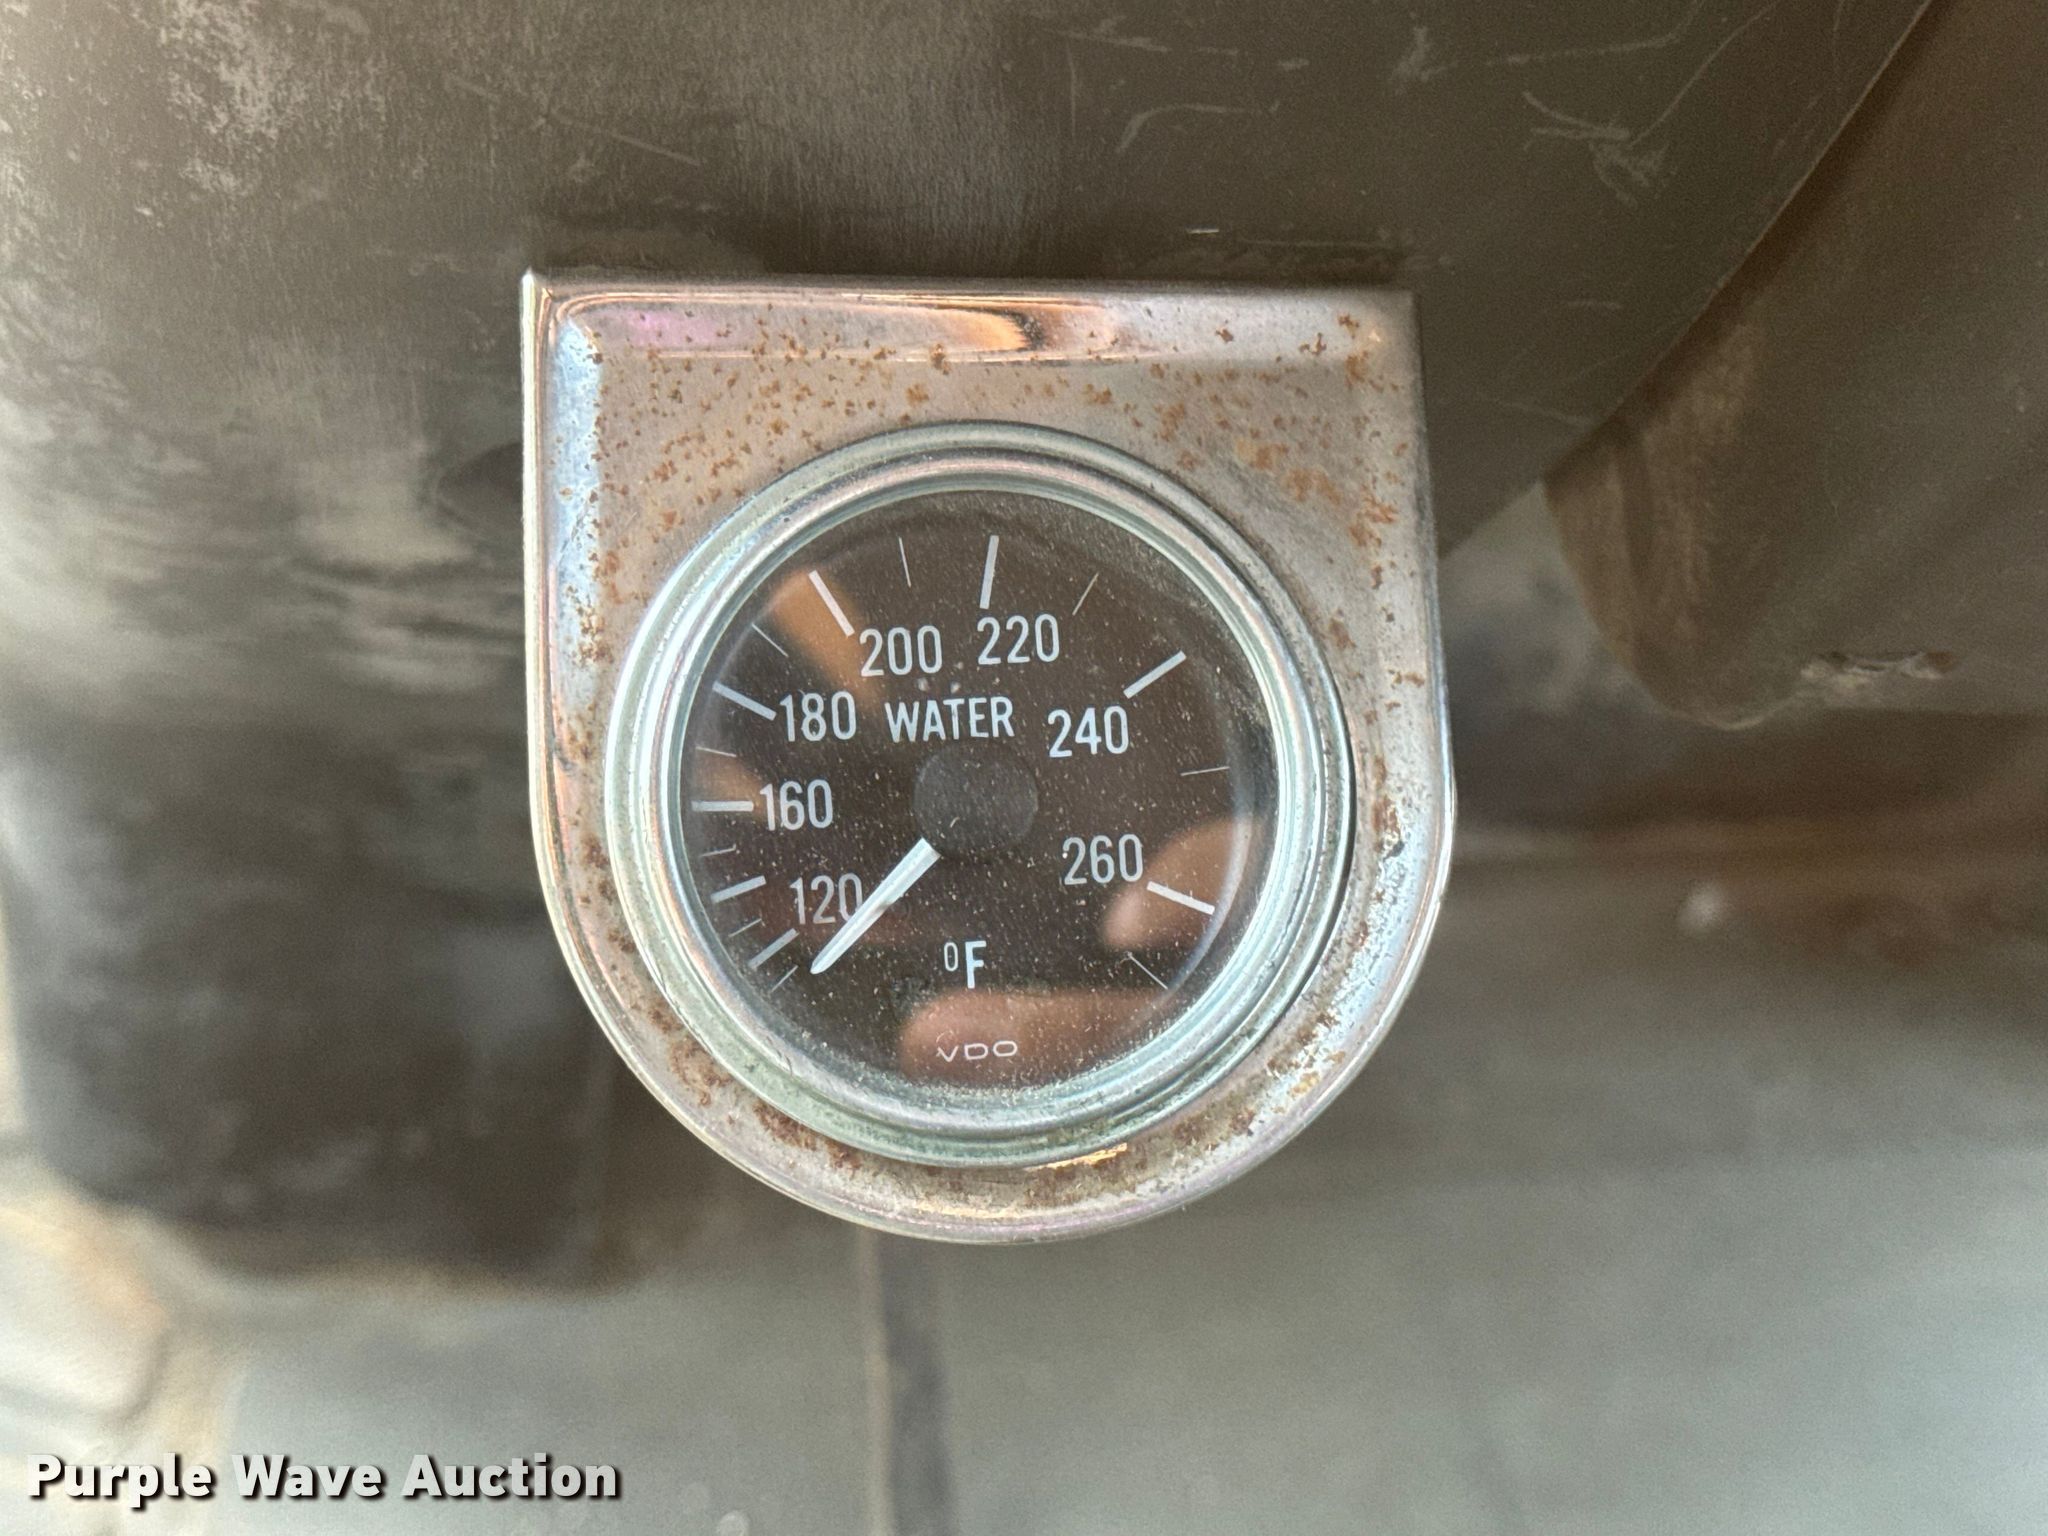 200 220
180 WATER 240
160
120 260
°F
VDO
Purple Wave Auction